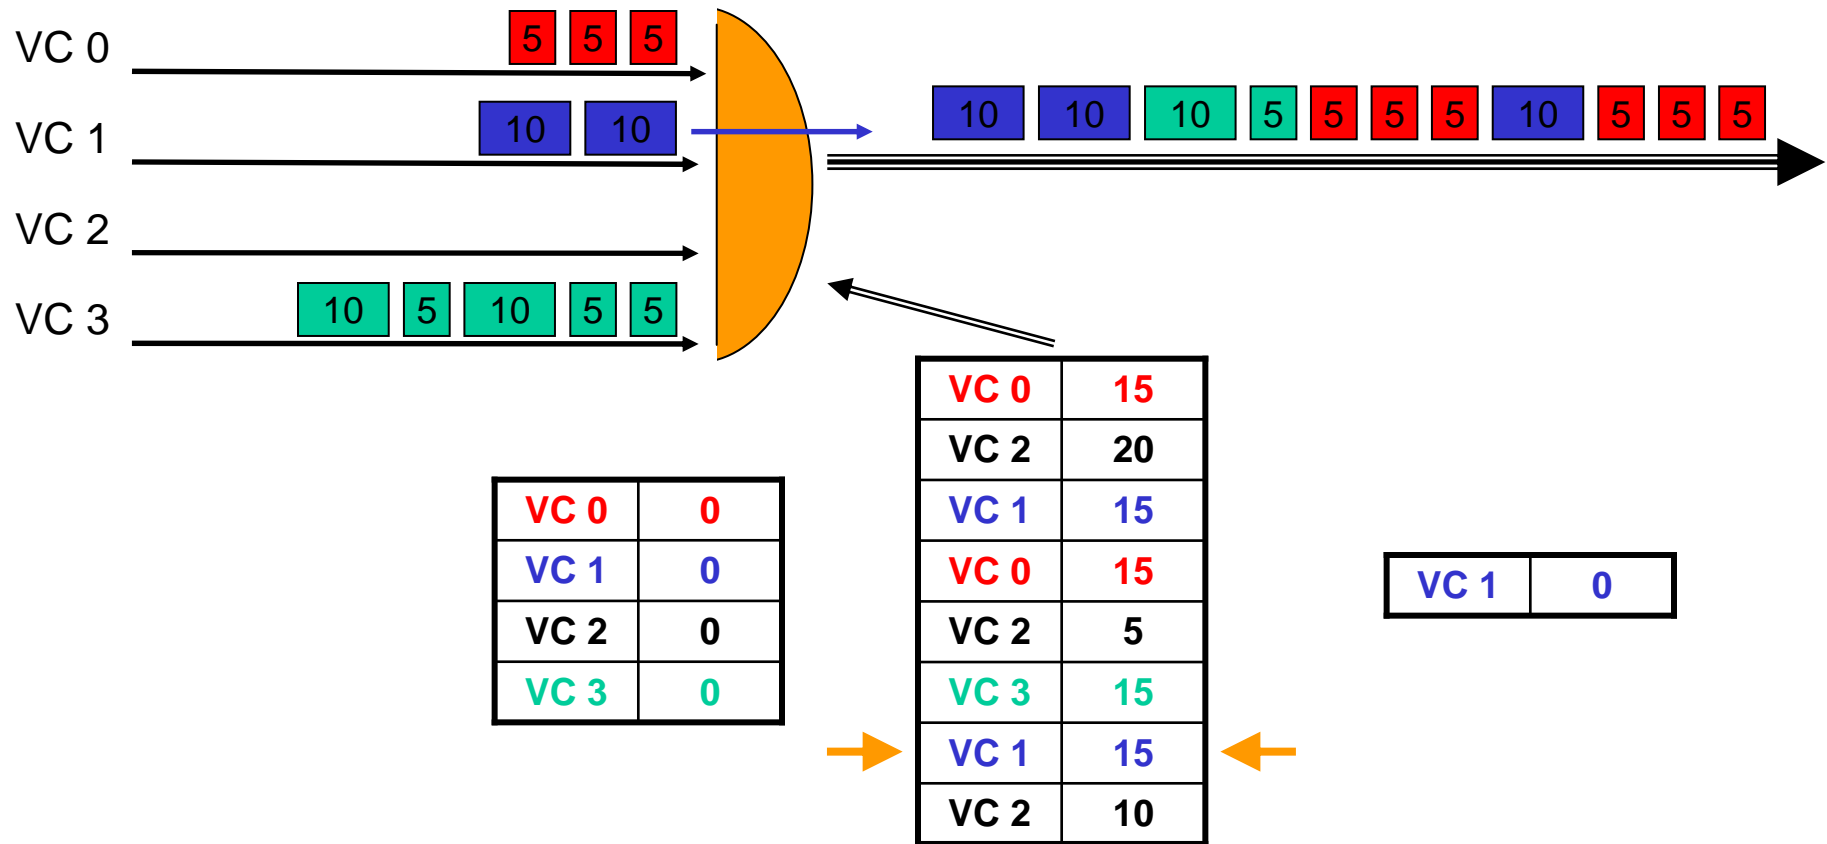 VC 0 5 5 5
10 10 10 5 5 5 5 10 5 5 5
VC 1 10 10
VC 2
VC 3 10 5 10 5 5
VC 0 15
VC 2 20
VC 1 15
VC 0 15
VC 2 5
VC 3 15
VC 1 15
VC 2 10
VC 0 0
VC 1 0
VC 2 0
VC 3 0
VC 1 0